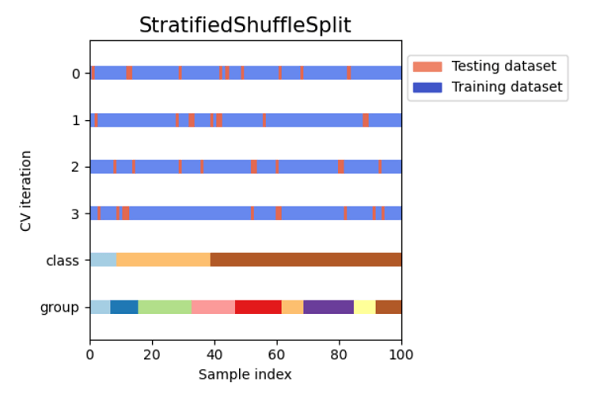 StratifiedShuffleSplit
Testing dataset
Training dataset
CV iteration
0
1
2
3
class
group
0 20 40 60 80 100
Sample index